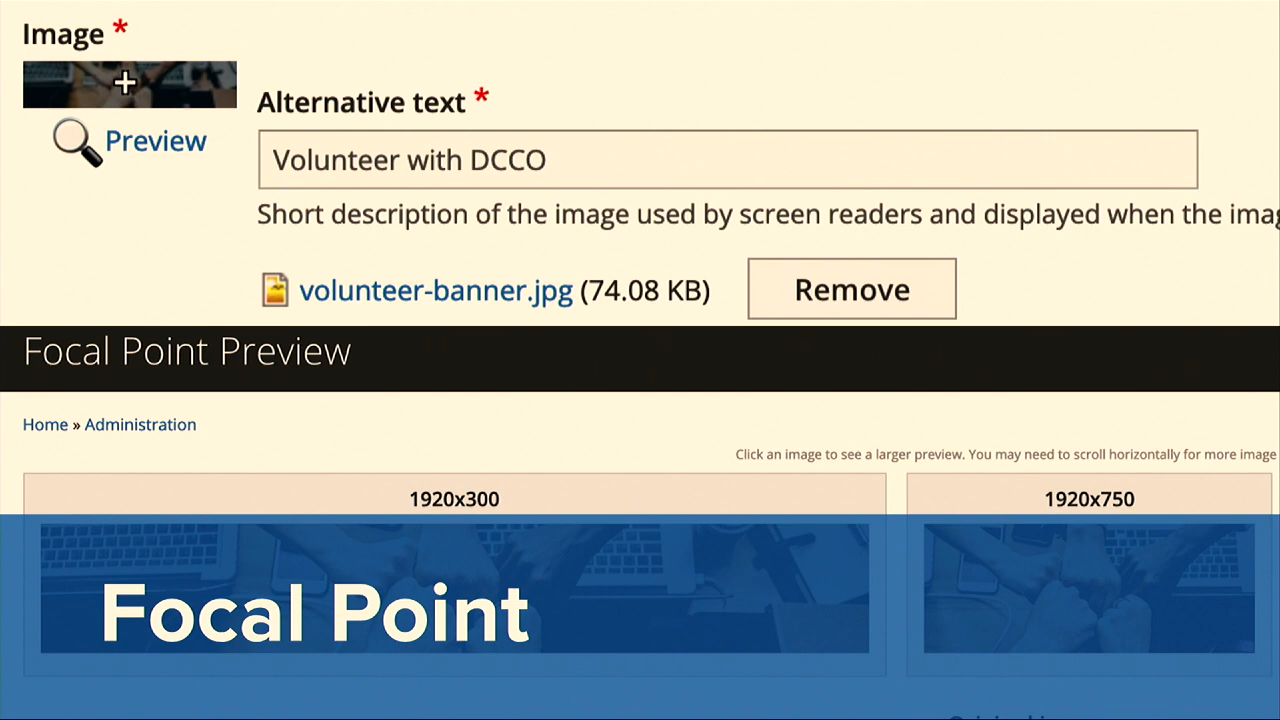 Image *
Alternative text *
Preview
Volunteer with DCCO
Short description of the image used by screen readers and displayed when the
volunteer-banner.jpg (74.08 KB)
Remove
Focal Point Preview
Home » Administration
Click an image to see a larger preview. You may need to scroll horizontally for more image
1920x300
1920x750
Focal Point